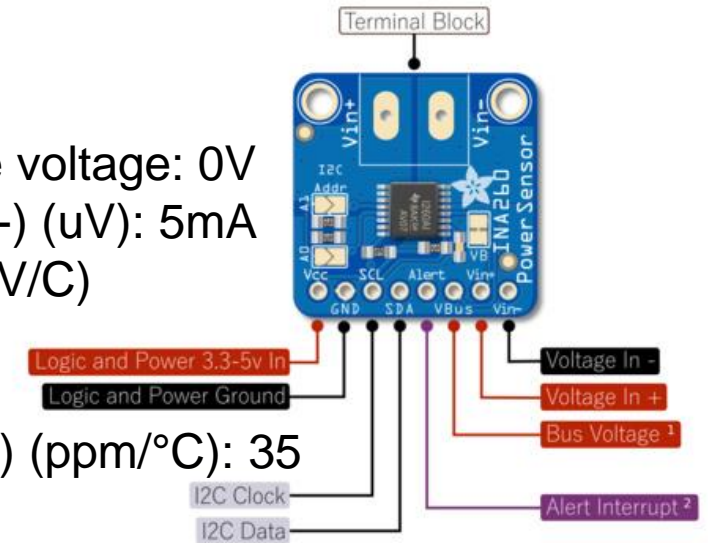 Terminal Block
e voltage: 0V
-) (uV): 5mA
V/C)
) (ppm/°C): 35
Vin+
Vin-
I2C
Addr
A1
A0
INA260
Power Sensor
VB
Vcc SCL Alert Vin+
GND SDA VBus Vin-
Logic and Power 3.3-5v In
Logic and Power Ground
I2C Clock
I2C Data
Voltage In -
Voltage In +
Bus Voltage ¹
Alert Interrupt ²